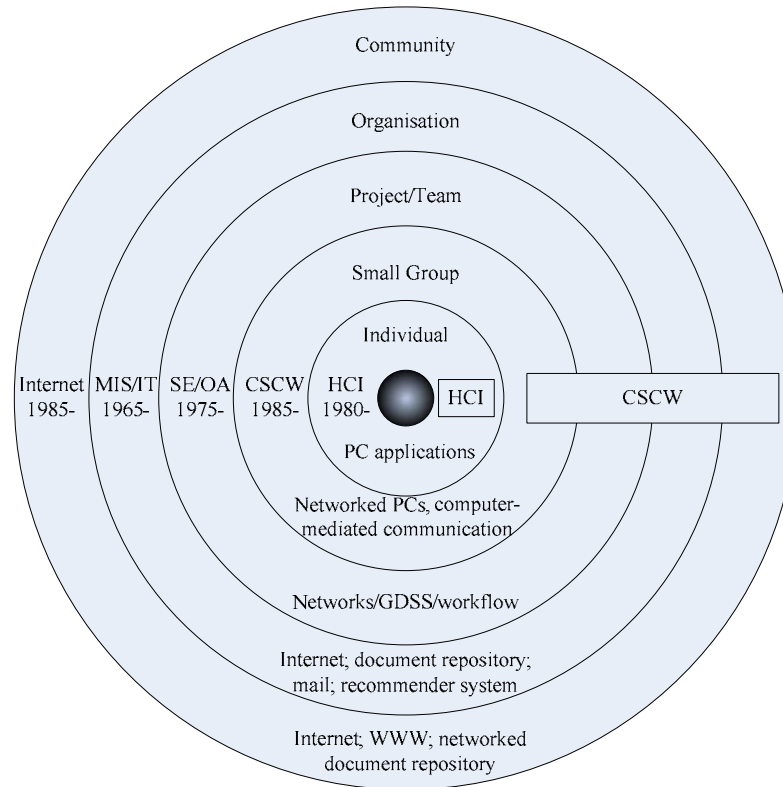 Community
Organisation
Project/Team
Small Group
Individual
Internet
1985-
MIS/IT
1965-
SE/OA
1975-
CSCW
1985-
HCI
1980-
HCI
CSCW
PC applications
Networked PCs, computer-
mediated communication
Networks/GDSS/workflow
Internet; document repository;
mail; recommender system
Internet; WWW; networked
document repository